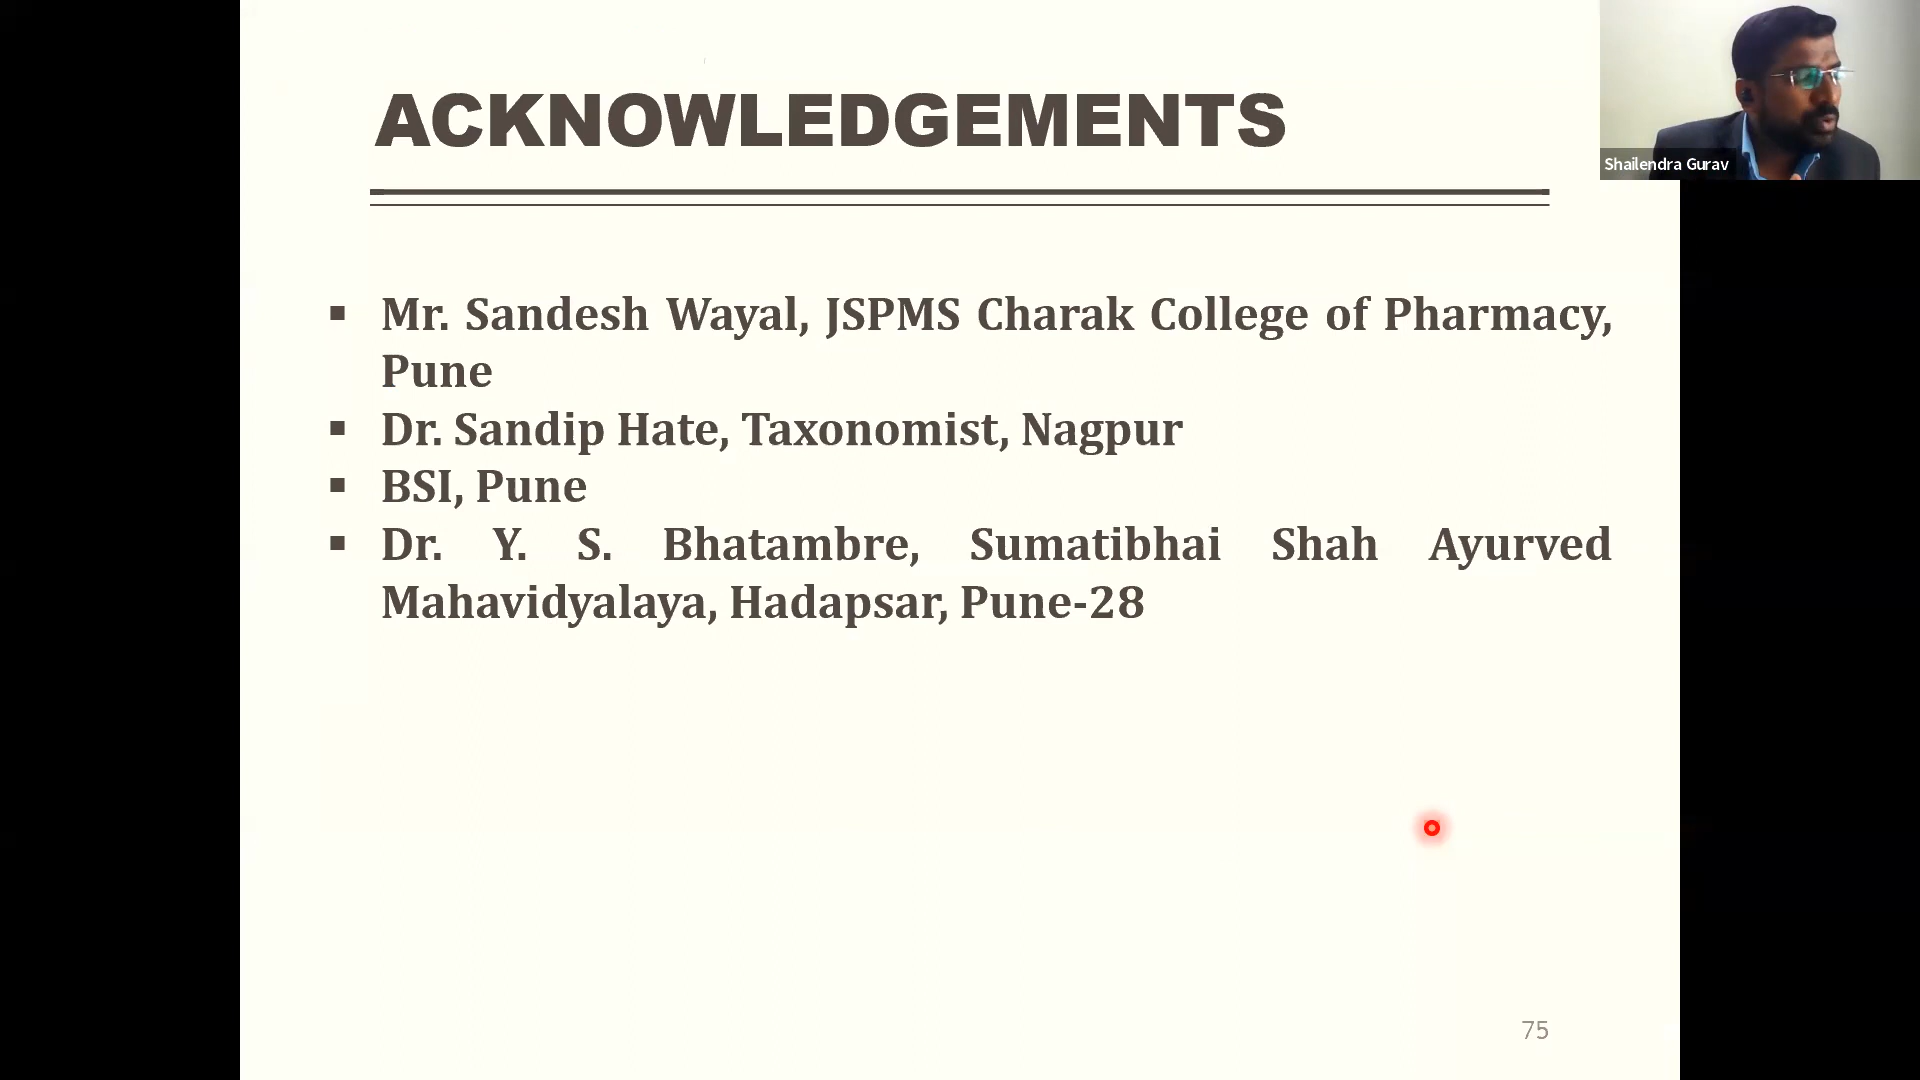 ACKNOWLEDGEMENTS
Shailendra Gurav
▪ Mr. Sandesh Wayal, JSPMS Charak College of Pharmacy,
Pune
▪ Dr. Sandip Hate, Taxonomist, Nagpur
▪ BSI, Pune
▪ Dr. Y. S. Bhatambre, Sumatibhai Shah Ayurved
Mahavidyalaya, Hadapsar, Pune-28
75